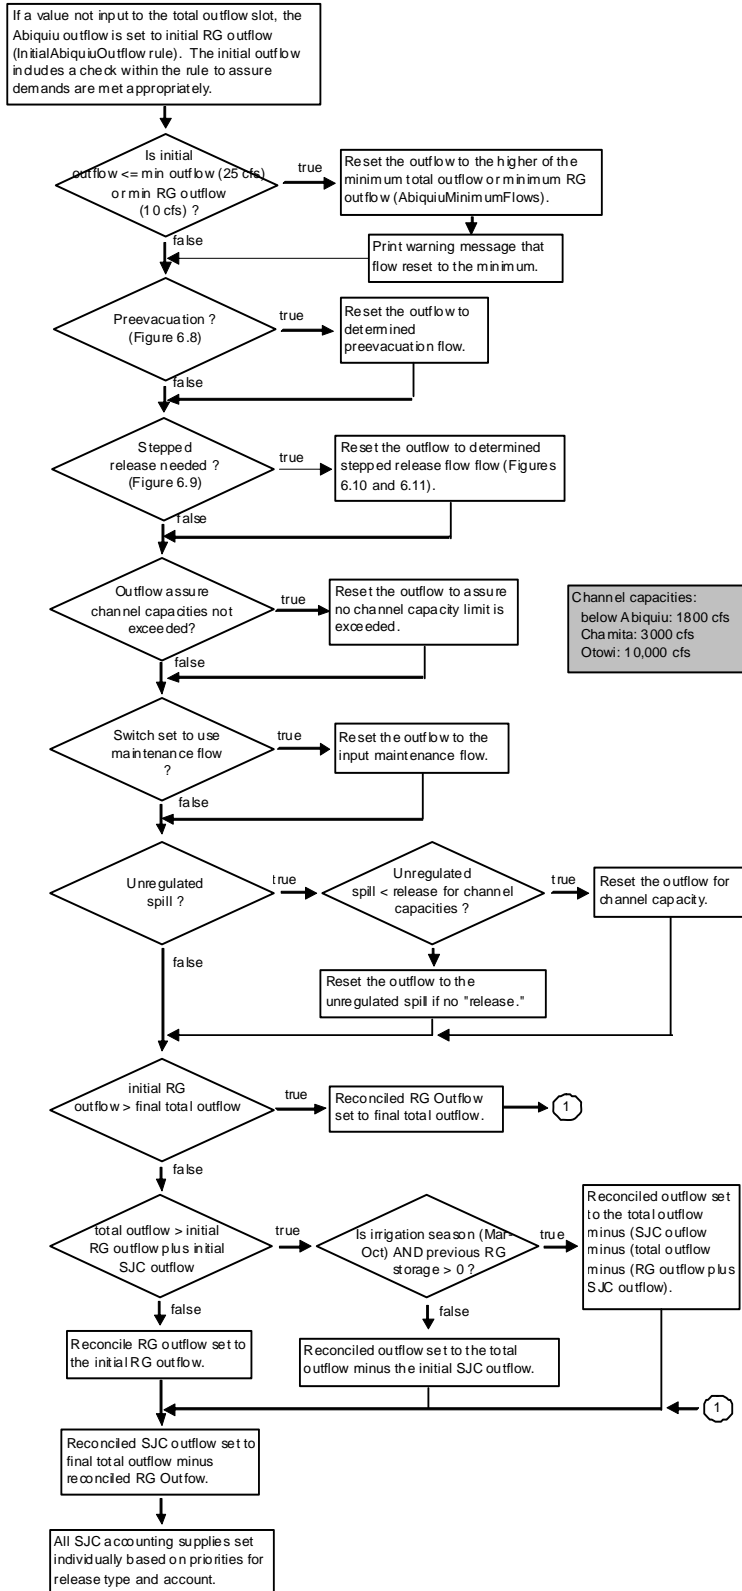 If a value not input to the total outflow slot, the
Abiquiu outflow is set to initial RG outflow
(InitialAbiquiuOutflow rule). The initial outflow
includes a check within the rule to assure
demands are met appropriately.
Is initial
outflow <= min outflow (25 cfs)
or min RG outflow
(10 cfs) ?
true
Reset the outflow to the higher of the
minimum total outflow or minimum RG
outflow (AbiquiuMinimumFlows).
false
Print warning message that
flow reset to the minimum.
Preevacuation ?
(Figure 6.8)
true
Reset the outflow to
determined
preevacuation flow.
false
Stepped
release needed ?
(Figure 6.9)
true
Reset the outflow to determined
stepped release flow flow (Figures
6.10 and 6.11).
false
Outflow assure
channel capacities not
exceeded?
true
Reset the outflow to assure
no channel capacity limit is
exceeded.
Channel capacities:
below Abiquiu: 1800 cfs
Chamita: 3000 cfs
Otowi: 10,000 cfs
false
Switch set to use
maintenance flow
?
true
Reset the outflow to the
input maintenance flow.
false
Unregulated
spill ?
true
Unregulated
spill < release for channel
capacities ?
true
Reset the outflow for
channel capacity.
false
Reset the outflow to the
unregulated spill if no "release."
initial RG
outflow > final total outflow
true
Reconciled RG Outflow
set to final total outflow.
1
false
total outflow > initial
RG outflow plus initial
SJC outflow
true
Is irrigation season (Mar-
Oct) AND previous RG
storage > 0 ?
true
Reconciled outflow set
to the total outflow
minus (SJC ouflow
minus (total outflow
minus (RG outflow plus
SJC outflow).
false
Reconcile RG outflow set to
the initial RG outflow.
false
Reconciled outflow set to the total
outflow minus the initial SJC outflow.
1
Reconciled SJC outflow set to
final total outflow minus
reconciled RG Outfow.
All SJC accounting supplies set
individually based on priorities for
release type and account.